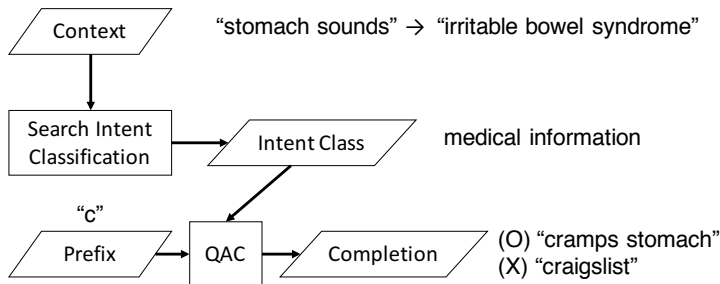 Context
“stomach sounds” → “irritable bowel syndrome”
Search Intent
Classification
Intent Class
medical information
“c”
Prefix
QAC
Completion
(O) “cramps stomach”
(X) “craigslist”